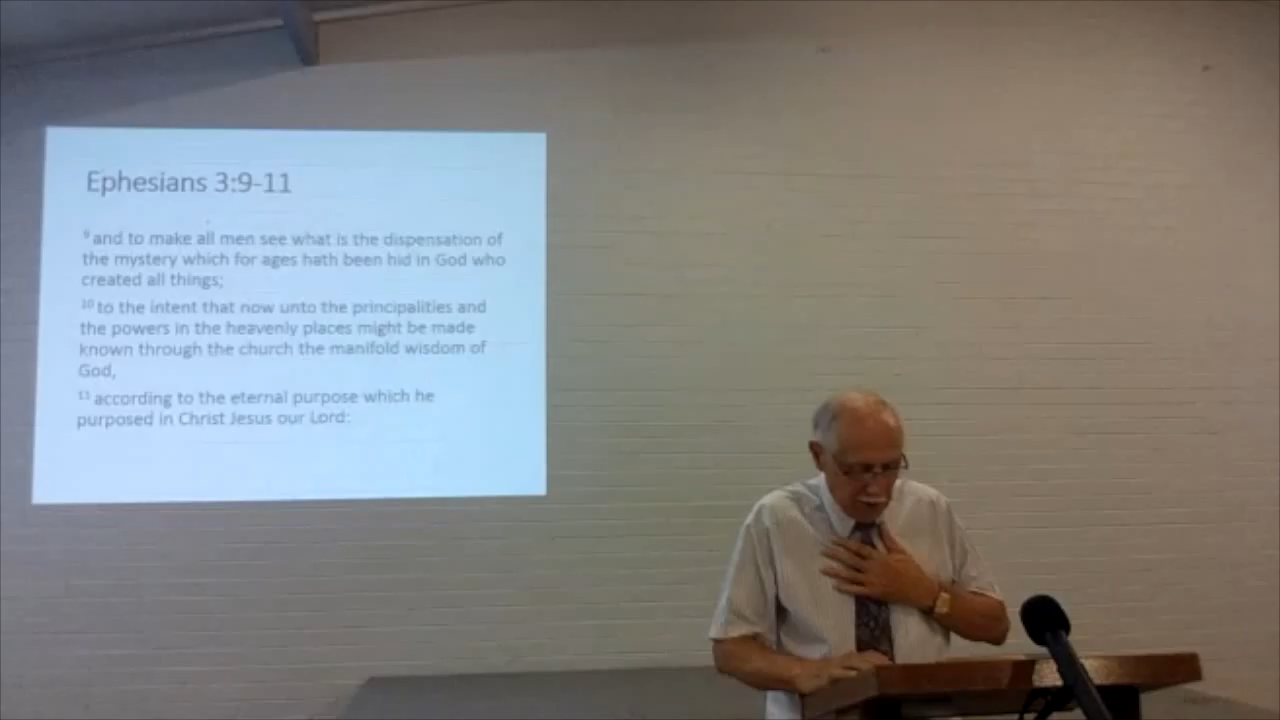 Ephesians 3:9-11
9 and to make all men see what is the dispensation of
the mystery which for ages hath been hid in God who
created all things;
10 to the intent that now unto the principalities and
the powers in the heavenly places might be made
known through the church the manifold wisdom of
God,
11 according to the eternal purpose which he
purposed in Christ Jesus our Lord: